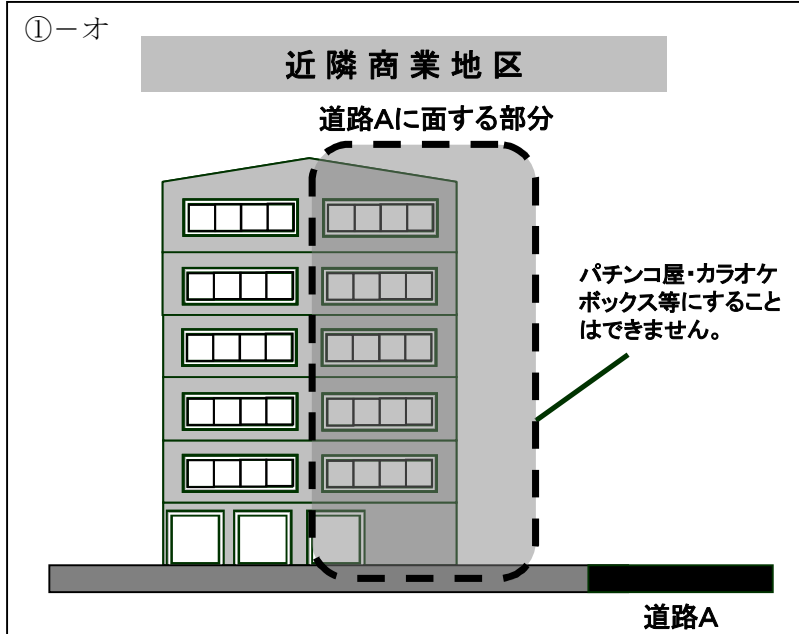 ①－オ
近隣商業地区
道路Aに面する部分
パチンコ屋・カラオケ
ボックス等にすること
はできません。
道路A